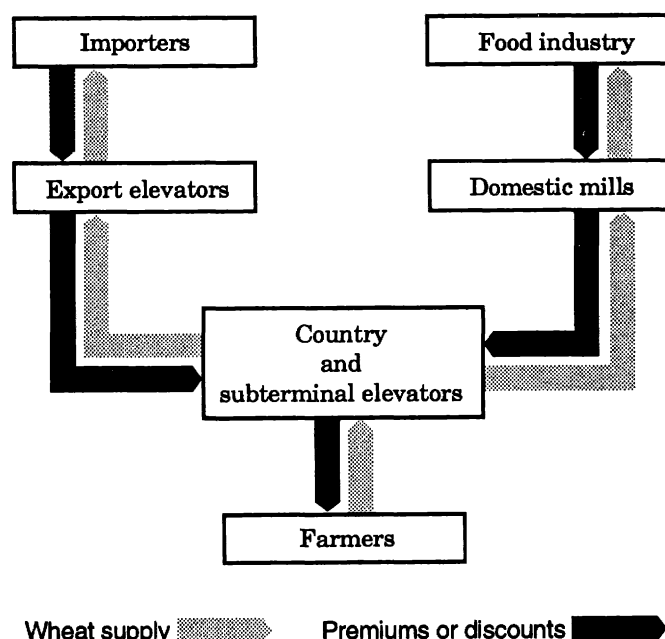 Importers
Food industry
Export elevators
Domestic mills
Country
and
subterminal elevators
Farmers
Wheat supply
Premiums or discounts